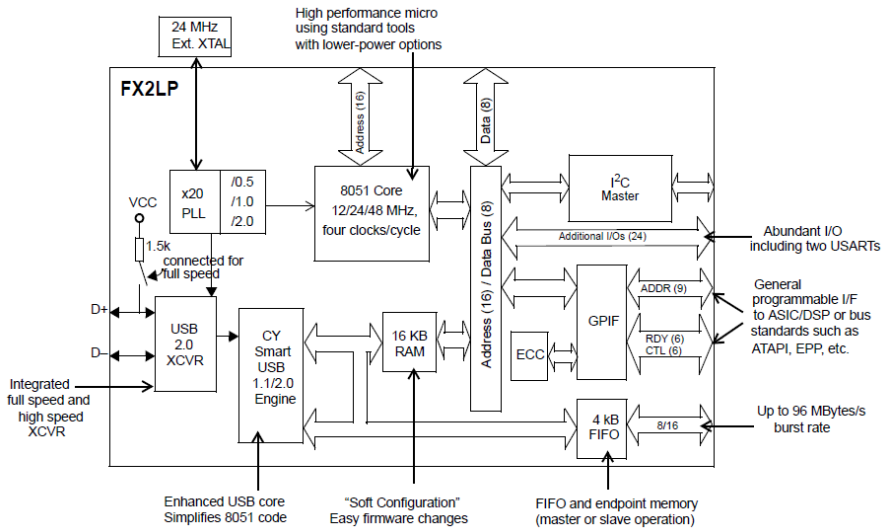 24 MHz
Ext. XTAL
High performance micro
using standard tools
with lower-power options
FX2LP
Address (16)
Data (8)
x20
PLL
/0.5
/1.0
/2.0
8051 Core
12/24/48 MHz,
four clocks/cycle
I2C
Master
VCC
1.5k
connected for
full speed
Address (16) / Data Bus (8)
Additional I/Os (24)
Abundant I/O
including two USARTs
D+
D–
USB
2.0
XCVR
CY
Smart
USB
1.1/2.0
Engine
16 KB
RAM
ECC
GPIF
ADDR (9)
RDY (6)
CTL (6)
General
programmable I/F
to ASIC/DSP or bus
standards such as
ATAPI, EPP, etc.
Integrated
full speed and
high speed
XCVR
4 kB
FIFO
8/16
Up to 96 MBytes/s
burst rate
Enhanced USB core
Simplifies 8051 code
“Soft Configuration”
Easy firmware changes
FIFO and endpoint memory
(master or slave operation)